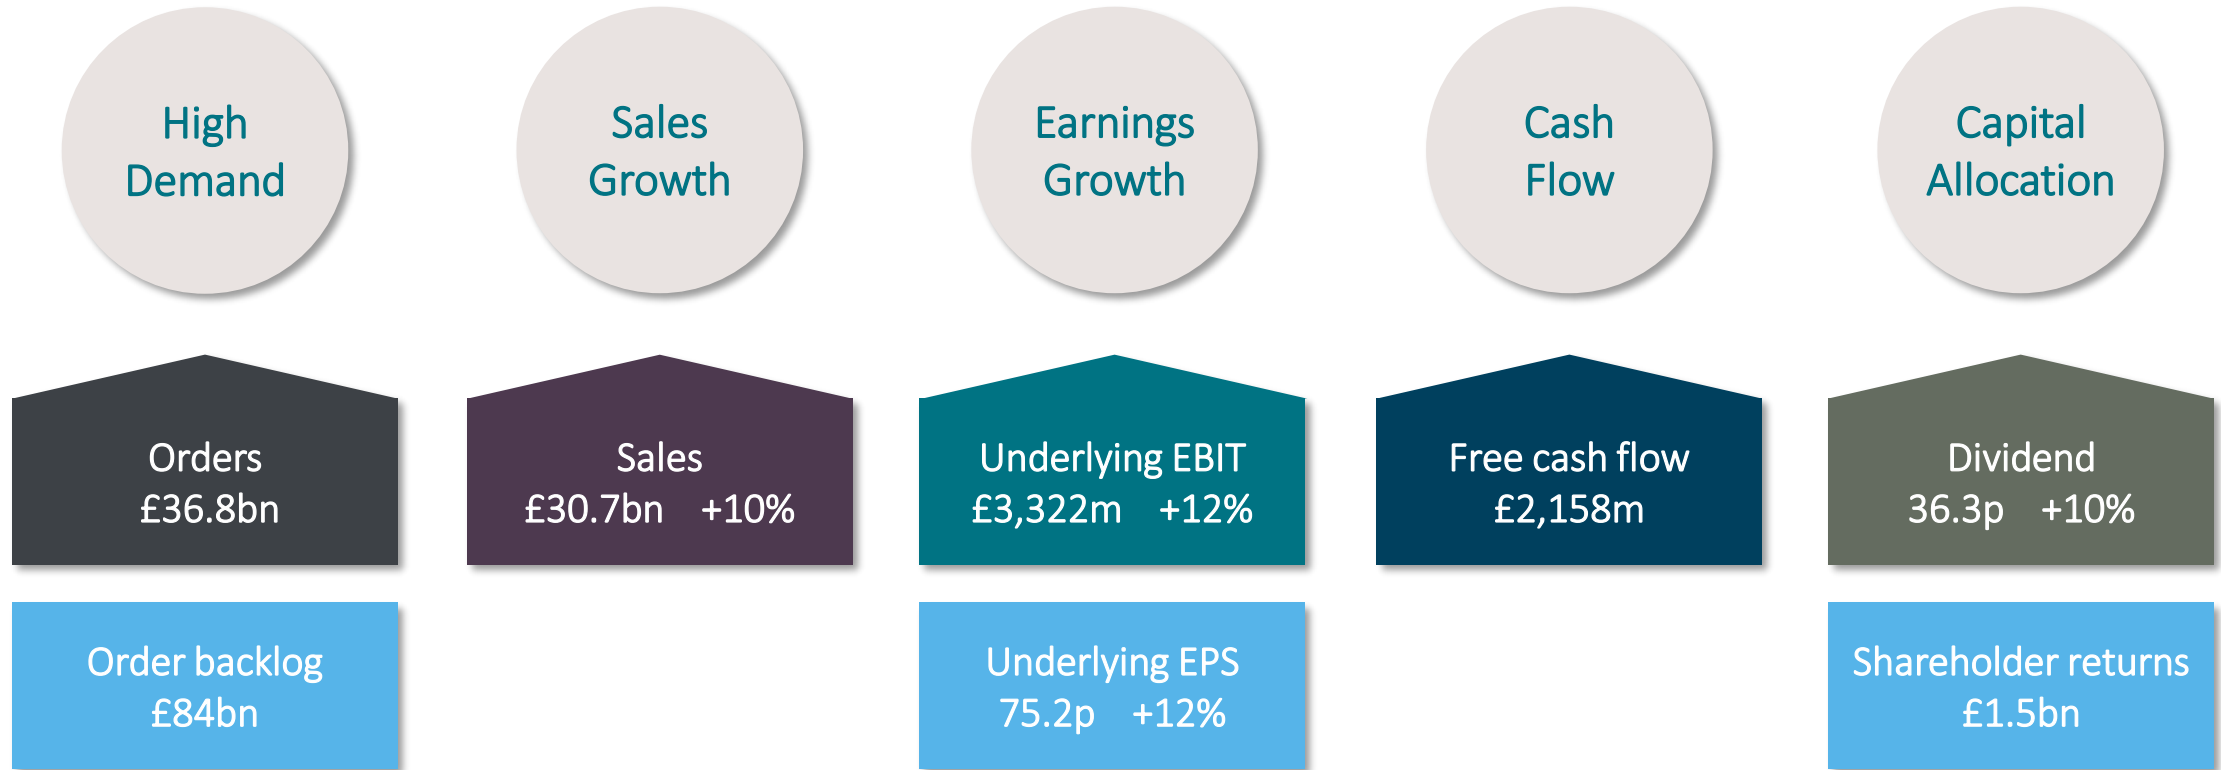 High
Demand
Sales
Growth
Earnings
Growth
Cash
Flow
Capital
Allocation
Orders
£36.8bn
Sales
£30.7bn +10%
Underlying EBIT
£3,322m +12%
Free cash flow
£2,158m
Dividend
36.3p +10%
Order backlog
£84bn
Underlying EPS
75.2p +12%
Shareholder returns
£1.5bn